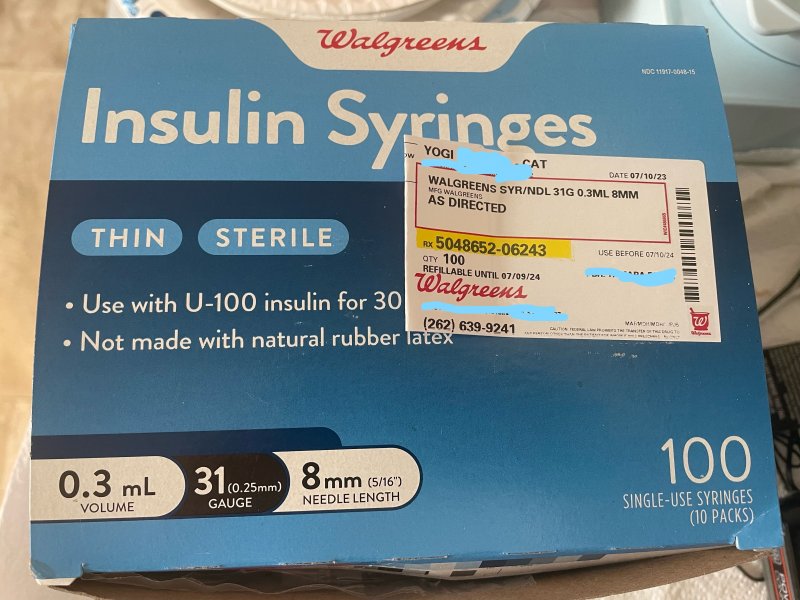 Walgreens
NDC 11917-0048-15
Insulin Syringes
YOGI CAT
DATE 07/10/23
WALGREENS SYR/NDL 31G 0.3ML 8MM
MFG WALGREENS
AS DIRECTED
RX 5048652-06243
QTY 100
USE BEFORE 07/10/24
REFILLABLE UNTIL 07/09/24
Walgreens
(262) 639-9241
W
Walgreens
THIN
STERILE
• Use with U-100 insulin for 30
• Not made with natural rubber latex
0.3 mL
VOLUME
31 (0.25mm)
GAUGE
8mm (5/16")
NEEDLE LENGTH
100
SINGLE-USE SYRINGES
(10 PACKS)